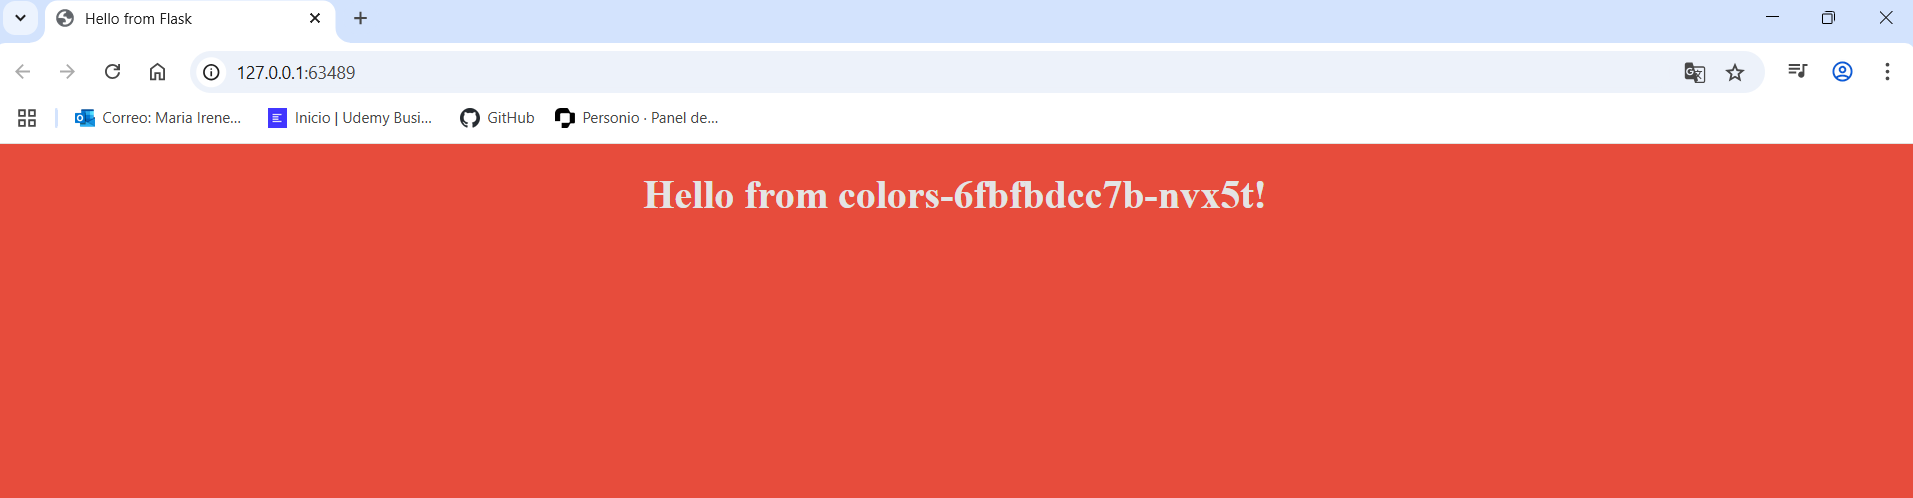 Hello from Flask
127.0.0.1:63489
Correo: Maria Irene... Inicio | Udemy Busi... GitHub Personio · Panel de...
Hello from colors-6fbfbdcc7b-nvx5t!